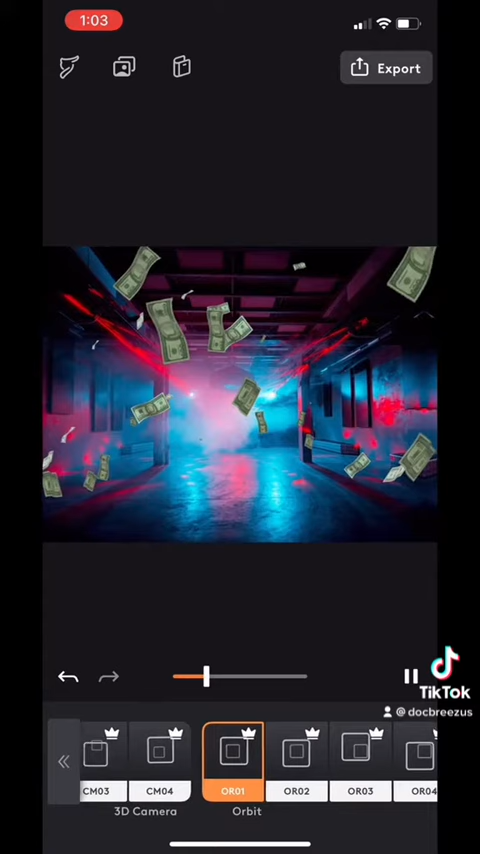 1:03
Export
TikTok
@docbreezus
CM03
CM04
OR01
OR02
OR03
OR04
3D Camera
Orbit